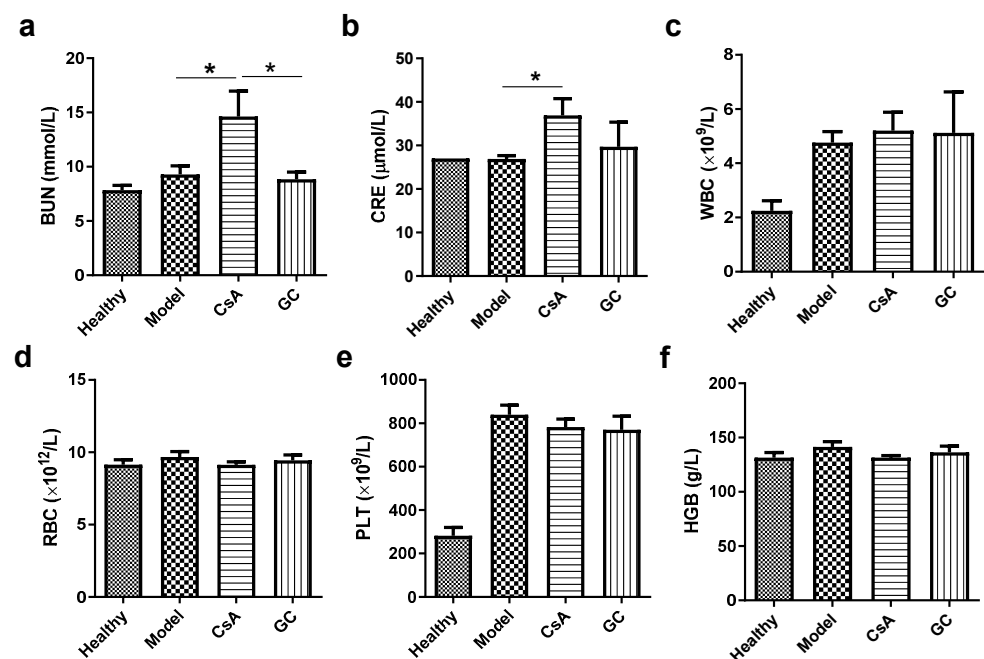 a
BUN (mmol/L)
20
15
10
5
0
*
*
Healthy
Model
CsA
GC
b
CRE (μmol/L)
50
40
30
20
10
0
*
Healthy
Model
CsA
GC
c
WBC (×10⁹/L)
8
6
4
2
0
Healthy
Model
CsA
GC
d
RBC (×10¹²/L)
15
10
5
0
Healthy
Model
CsA
GC
e
PLT (×10⁹/L)
1000
800
600
400
200
0
Healthy
Model
CsA
GC
f
HGB (g/L)
200
150
100
50
0
Healthy
Model
CsA
GC